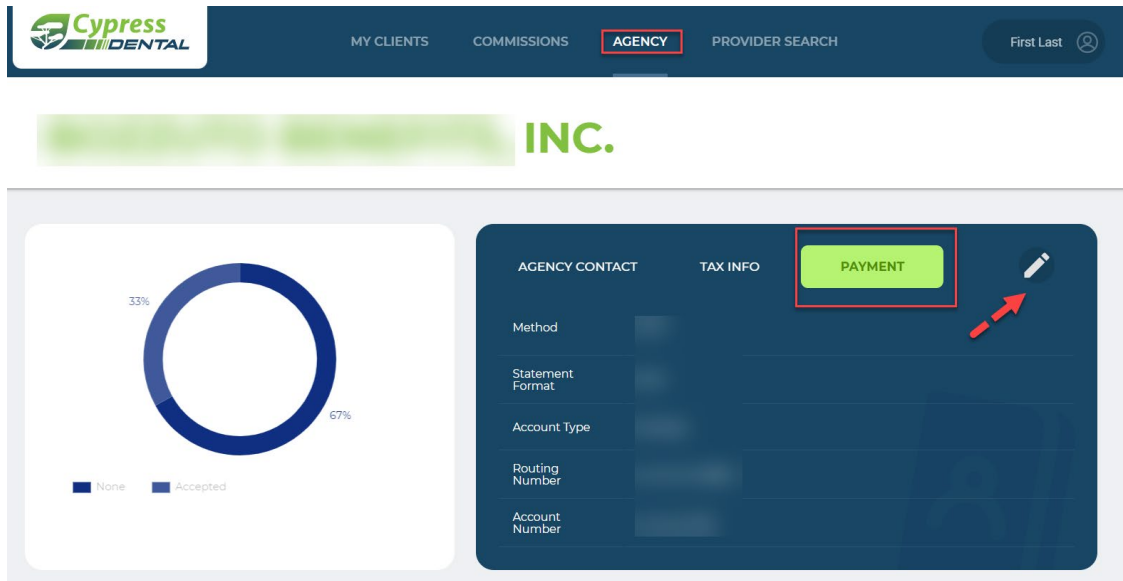 Cypress
DENTAL
MY CLIENTS COMMISSIONS AGENCY PROVIDER SEARCH First Last
INC.
AGENCY CONTACT TAX INFO PAYMENT
33%
67%
None Accepted
Method
Statement
Format
Account Type
Routing
Number
Account
Number